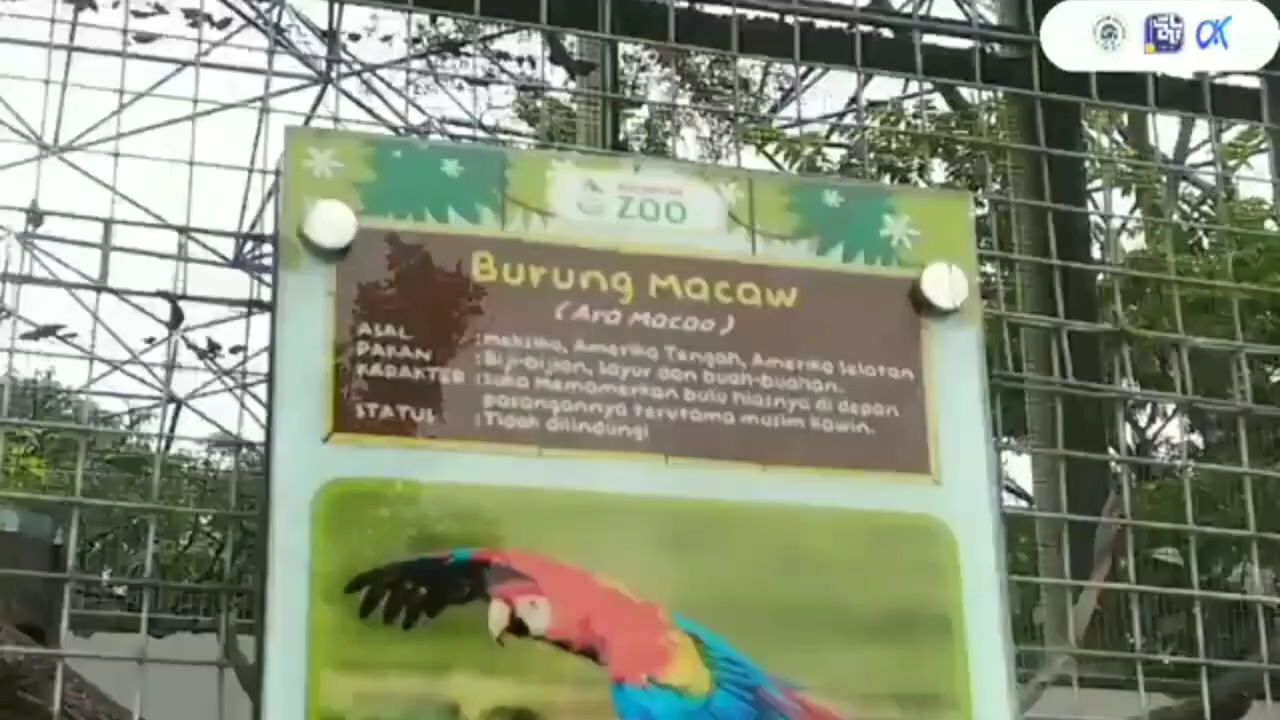 ZOO
Burung Macaw
(Ara Macao)
ASAL : Meksiko, Amerika Tengah, Amerika Selatan
PAKAN : Biji-bijian, Sayur dan buah-buahan.
KARAKTER : Suka Memamerkan bulu hiasnya di depan
pasangannya terutama musim kawin.
STATUS : Tidak dilindungi